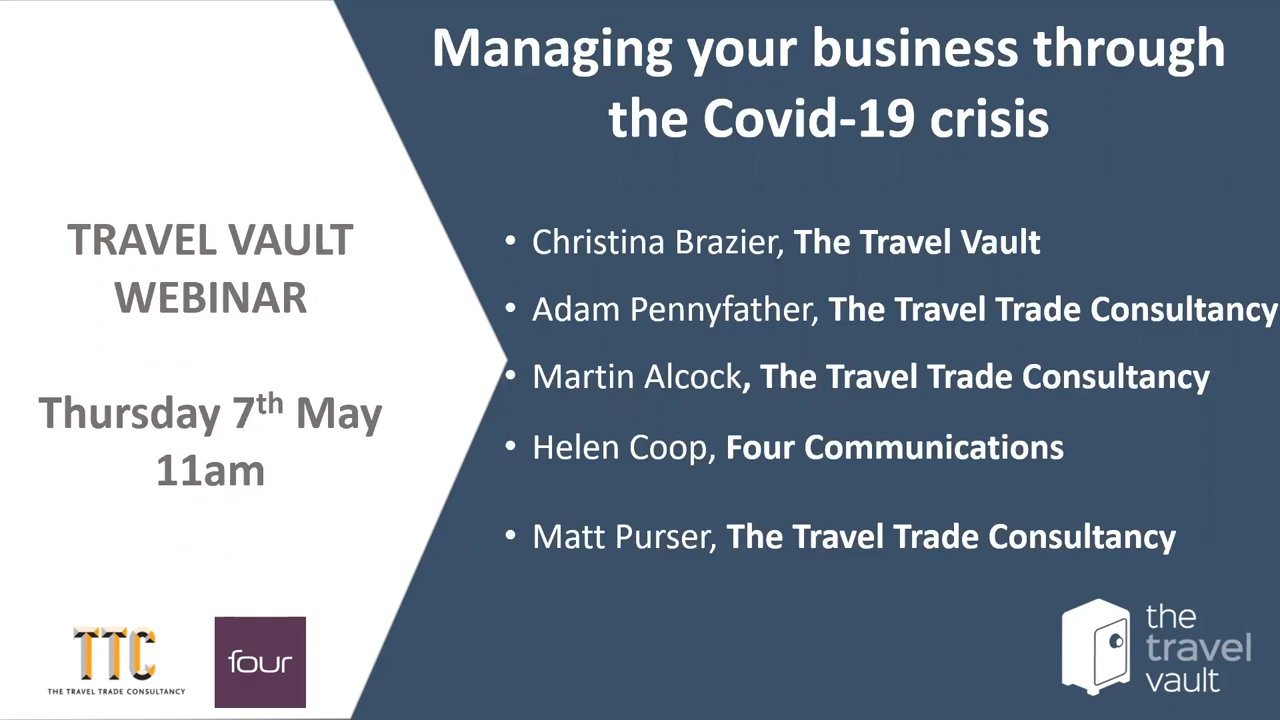 Managing your business through
the Covid-19 crisis
TRAVEL VAULT
WEBINAR
Thursday 7th May
11am
• Christina Brazier, The Travel Vault
• Adam Pennyfather, The Travel Trade Consultancy
• Martin Alcock, The Travel Trade Consultancy
• Helen Coop, Four Communications
• Matt Purser, The Travel Trade Consultancy
TTC
THE TRAVEL TRADE CONSULTANCY
four
the
travel
vault